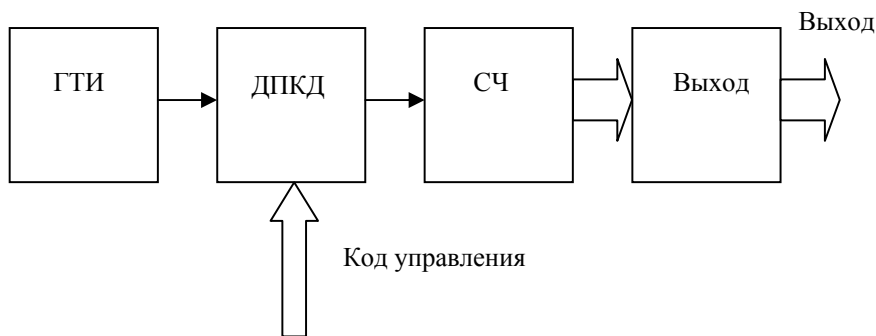 Выход
ГТИ
ДПКД
СЧ
Выход
Код управления